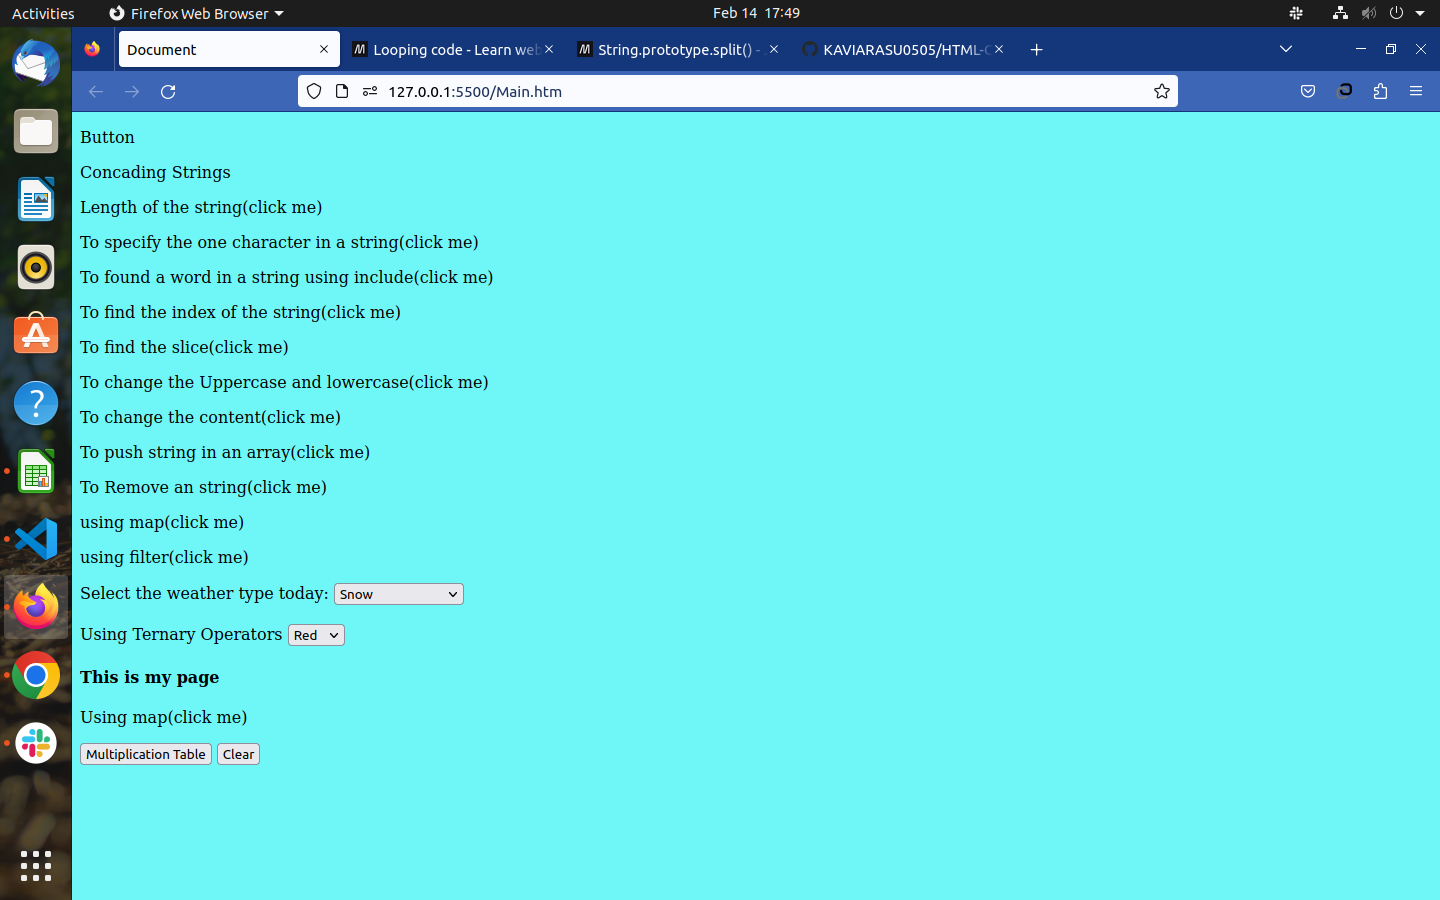 Activities Firefox Web Browser Feb 14 17:49
Document Looping code - Learn web String.prototype.split() - KAVIARASU0505/HTML-C
127.0.0.1:5500/Main.htm
Button
Concading Strings
Length of the string(click me)
To specify the one character in a string(click me)
To found a word in a string using include(click me)
To find the index of the string(click me)
To find the slice(click me)
To change the Uppercase and lowercase(click me)
To change the content(click me)
To push string in an array(click me)
To Remove an string(click me)
using map(click me)
using filter(click me)
Select the weather type today: Snow
Using Ternary Operators Red
This is my page
Using map(click me)
Multiplication Table Clear